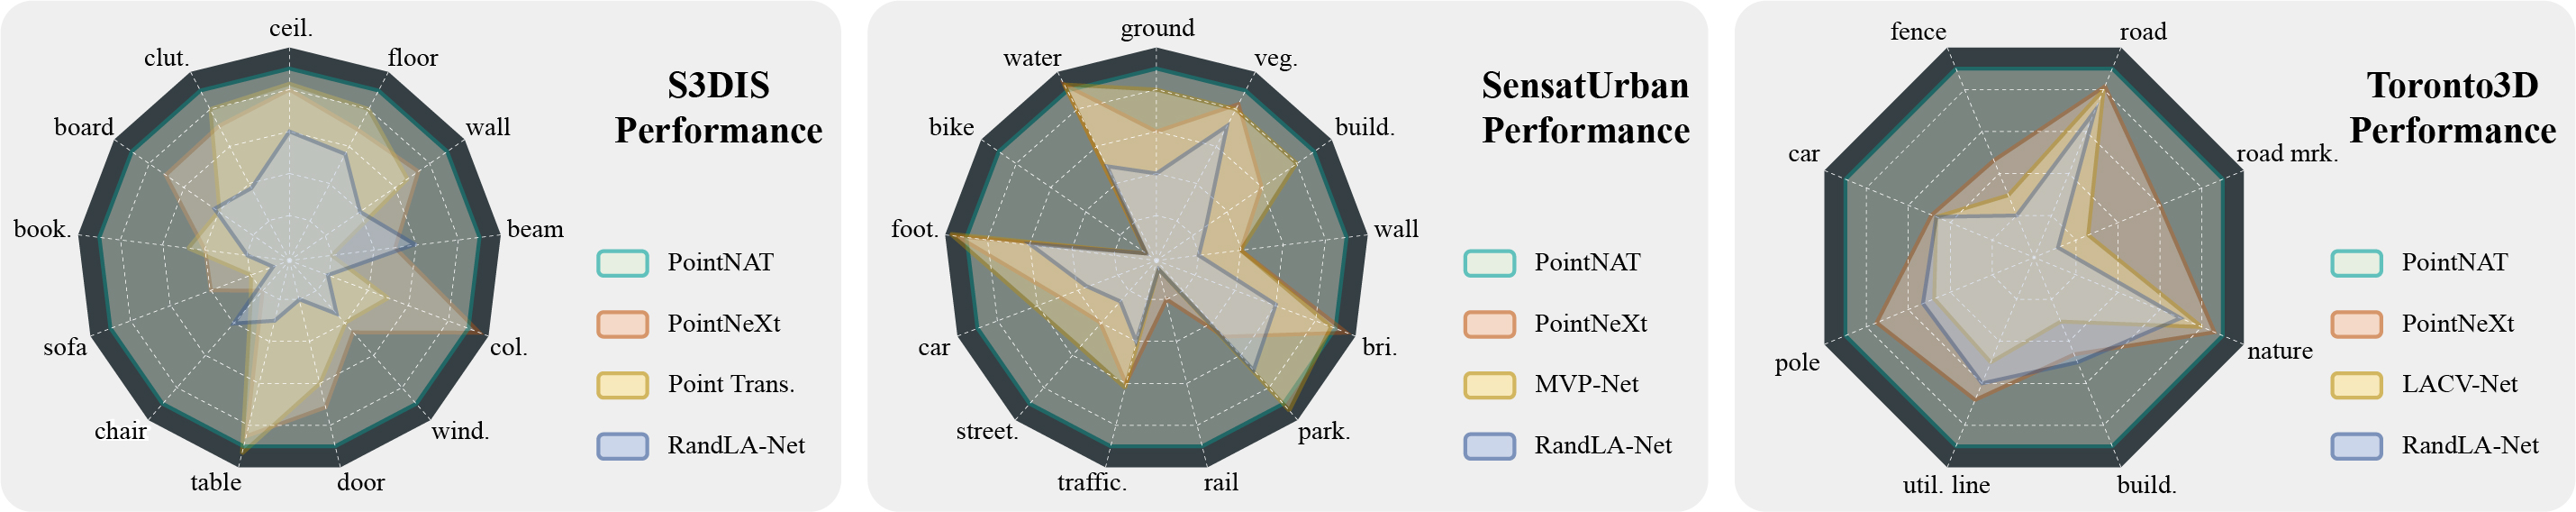 S3DIS
Performance
ceil.
floor
wall
beam
col.
wind.
door
table
chair
sofa
book.
board
clut.
PointNAT
PointNeXt
Point Trans.
RandLA-Net
SensatUrban
Performance
ground
veg.
build.
wall
bri.
park.
rail
traffic.
street.
car
foot.
bike
water
PointNAT
PointNeXt
MVP-Net
RandLA-Net
Toronto3D
Performance
fence
road
road mrk.
nature
build.
util. line
pole
car
PointNAT
PointNeXt
LACV-Net
RandLA-Net